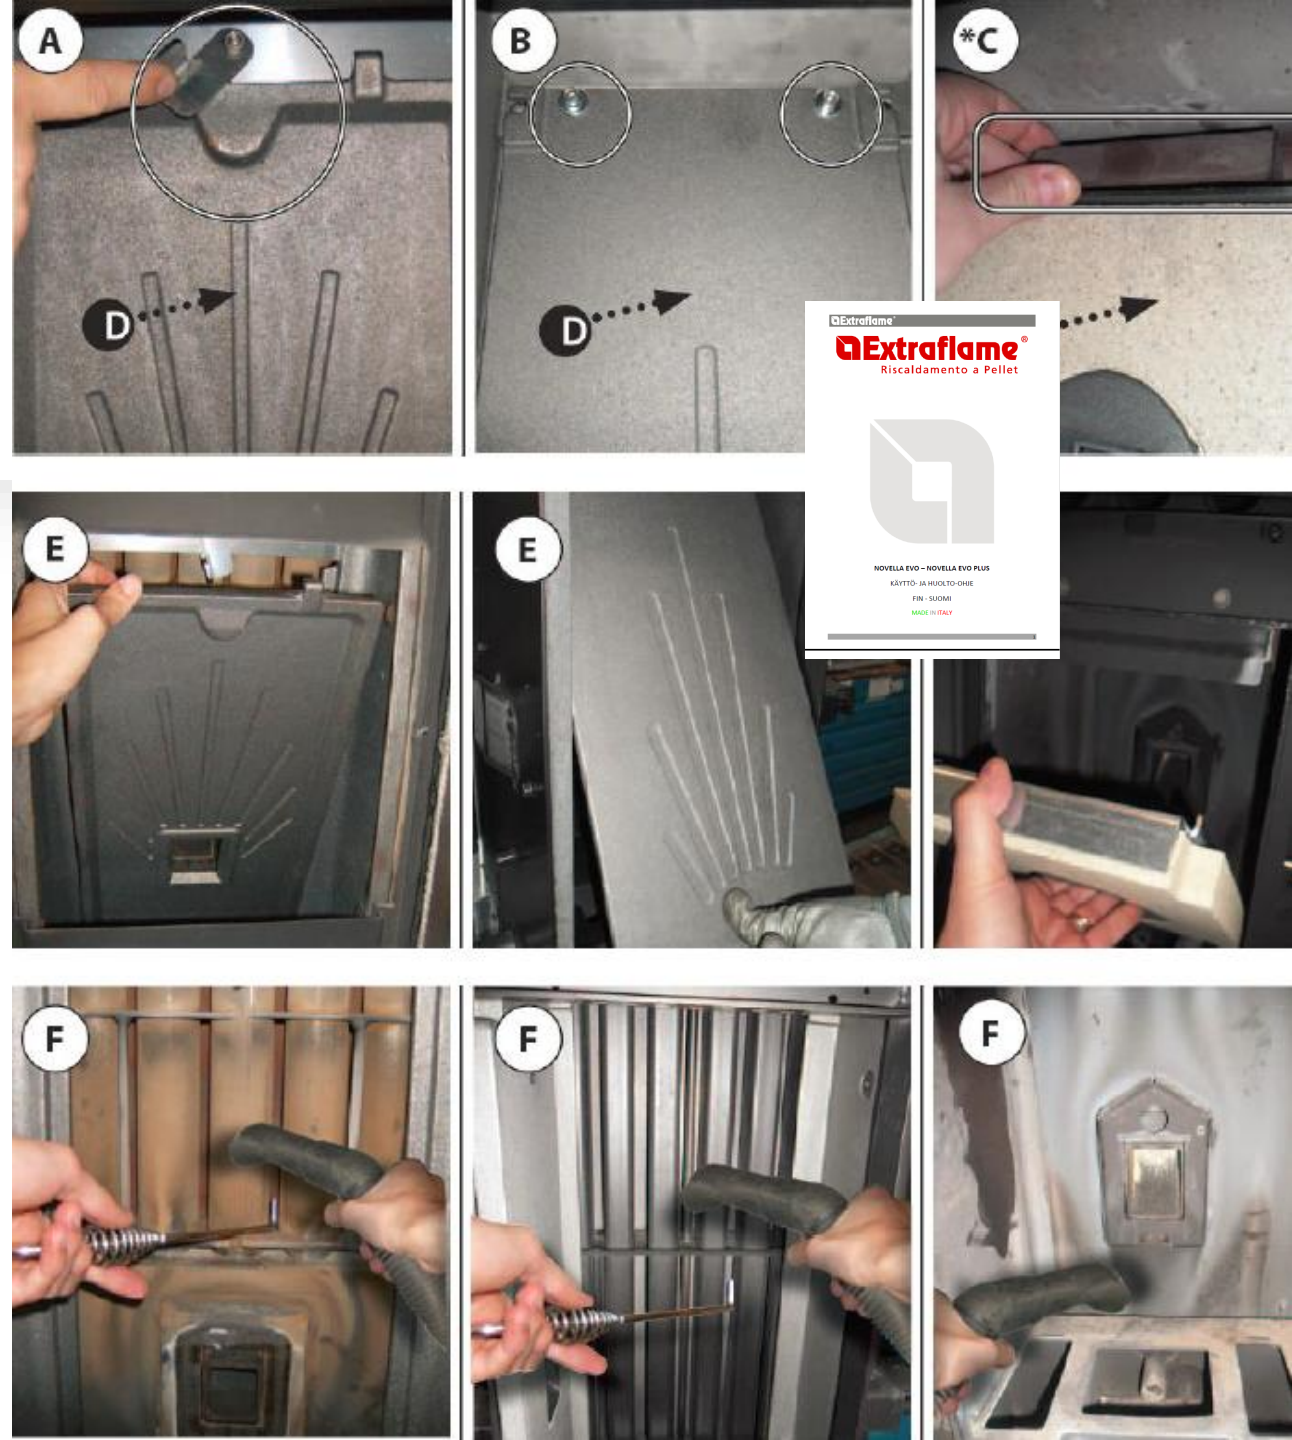 A
B
*C
D
D
Extraflame
Extraflame®
Riscaldamento a Pellet
NOVELLA EVO – NOVELLA EVO PLUS
KÄYTTÖ- JA HUOLTO-OHJE
FIN - SUOMI
MADE IN ITALY
E
E
F
F
F